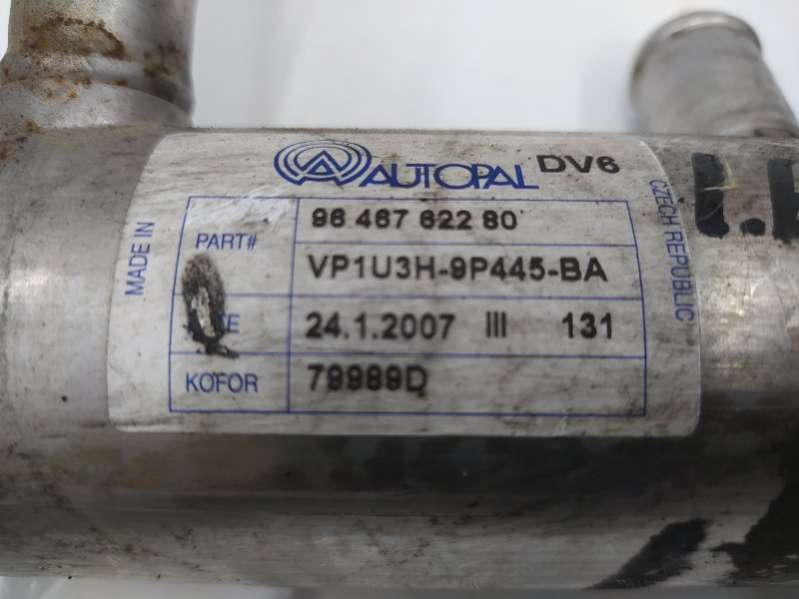 AUTOPAL DV6
MADE IN
CZECH REPUBLIC
PART# 96 467 622 80
VP1U3H-9P445-BA
24.1.2007 III 131
KOFOR 79989D